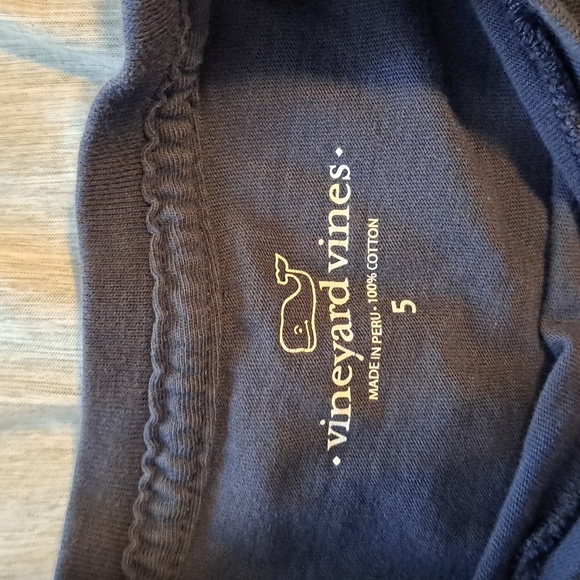 • vineyard vines •
MADE IN PERU • 100% COTTON
5